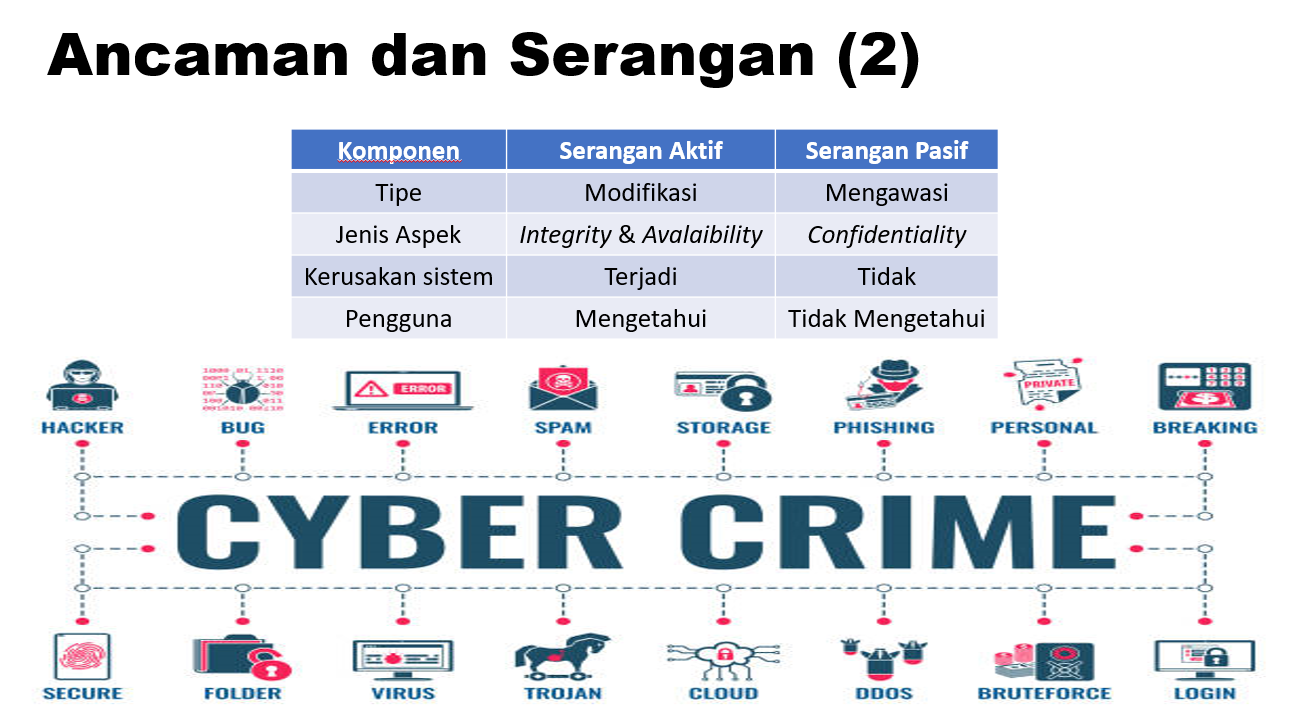 Ancaman dan Serangan (2)
Komponen Serangan Aktif Serangan Pasif
Tipe Modifikasi Mengawasi
Jenis Aspek Integrity & Avalaibility Confidentiality
Kerusakan sistem Terjadi Tidak
Pengguna Mengetahui Tidak Mengetahui
ERROR
PRIVATE
HACKER BUG ERROR SPAM STORAGE PHISHING PERSONAL BREAKING
CYBER CRIME
SECURE FOLDER VIRUS TROJAN CLOUD DDOS BRUTEFORCE LOGIN